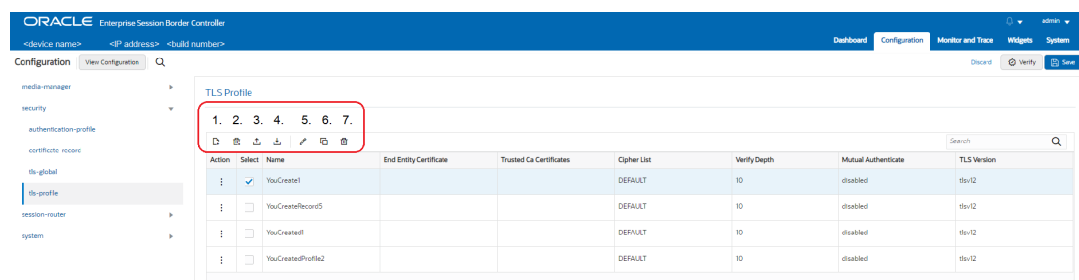 ORACLE Enterprise Session Border Controller
admin
<device name> <IP address> <build number>
Dashboard Configuration Monitor and Trace Widgets System
Configuration View Configuration
Discard Verify Save
media-manager
security
authentication-profile
certificate-record
tls-global
tls-profile
session-router
system
TLS Profile
1. 2. 3. 4. 5. 6. 7.
Search
Action Select Name End Entity Certificate Trusted Ca Certificates Cipher List Verify Depth Mutual Authenticate TLS Version
YouCreate1 DEFAULT 10 disabled tlsv12
YouCreateRecord5 DEFAULT 10 disabled tlsv12
YouCreated1 DEFAULT 10 disabled tlsv12
YouCreatedProfile2 DEFAULT 10 disabled tlsv12